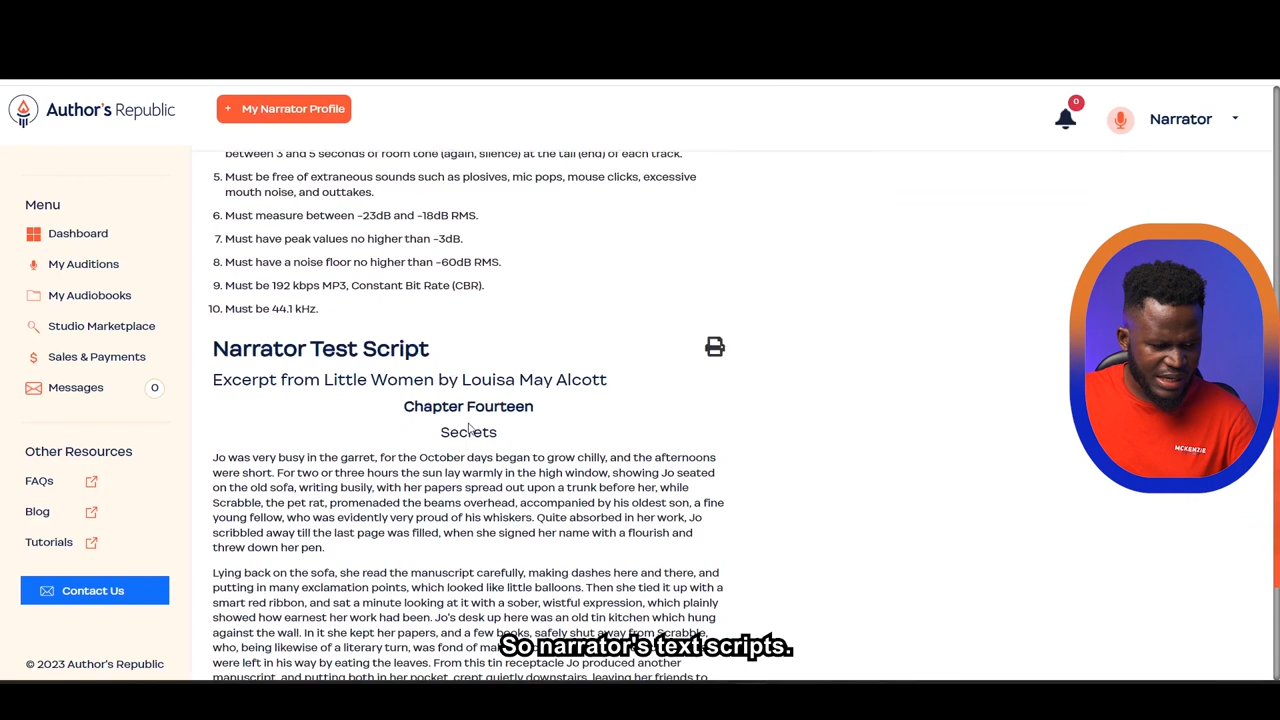 Author's Republic
+ My Narrator Profile
0
Narrator
Menu
Dashboard
My Auditions
My Audiobooks
Studio Marketplace
Sales & Payments
Messages
0
Other Resources
FAQs
Blog
Tutorials
Contact Us
© 2023 Author's Republic
between 3 and 5 seconds of room tone (again, silence) at the tail (end) of each track.
5. Must be free of extraneous sounds such as plosives, mic pops, mouse clicks, excessive
mouth noise, and outtakes.
6. Must measure between -23dB and -18dB RMS.
7. Must have peak values no higher than -3dB.
8. Must have a noise floor no higher than -60dB RMS.
9. Must be 192 kbps MP3, Constant Bit Rate (CBR).
10. Must be 44.1 kHz.
Narrator Test Script
Excerpt from Little Women by Louisa May Alcott
Chapter Fourteen
Secrets
Jo was very busy in the garret, for the October days began to grow chilly, and the afternoons
were short. For two or three hours the sun lay warmly in the high window, showing Jo seated
on the old sofa, writing busily, with her papers spread out upon a trunk before her, while
Scrabble, the pet rat, promenaded the beams overhead, accompanied by his oldest son, a fine
young fellow, who was evidently very proud of his whiskers. Quite absorbed in her work, Jo
scribbled away till the last page was filled, when she signed her name with a flourish and
threw down her pen.
Lying back on the sofa, she read the manuscript carefully, making dashes here and there, and
putting in many exclamation points, which looked like little balloons. Then she tied it up with a
smart red ribbon, and sat a minute looking at it with a sober, wistful expression, which plainly
showed how earnest her work had been. Jo's desk up here was an old tin kitchen which hung
against the wall. In it she kept her papers, and a few books, safely shut away from Scrabble,
who, being likewise of a literary turn, was fond of
were left in his way by eating the leaves. From this tin receptacle Jo produced another
manuscript, and putting both in her pocket, crept quietly downstairs, leaving her friends to
So narrator's text scripts.
MCKENZIE